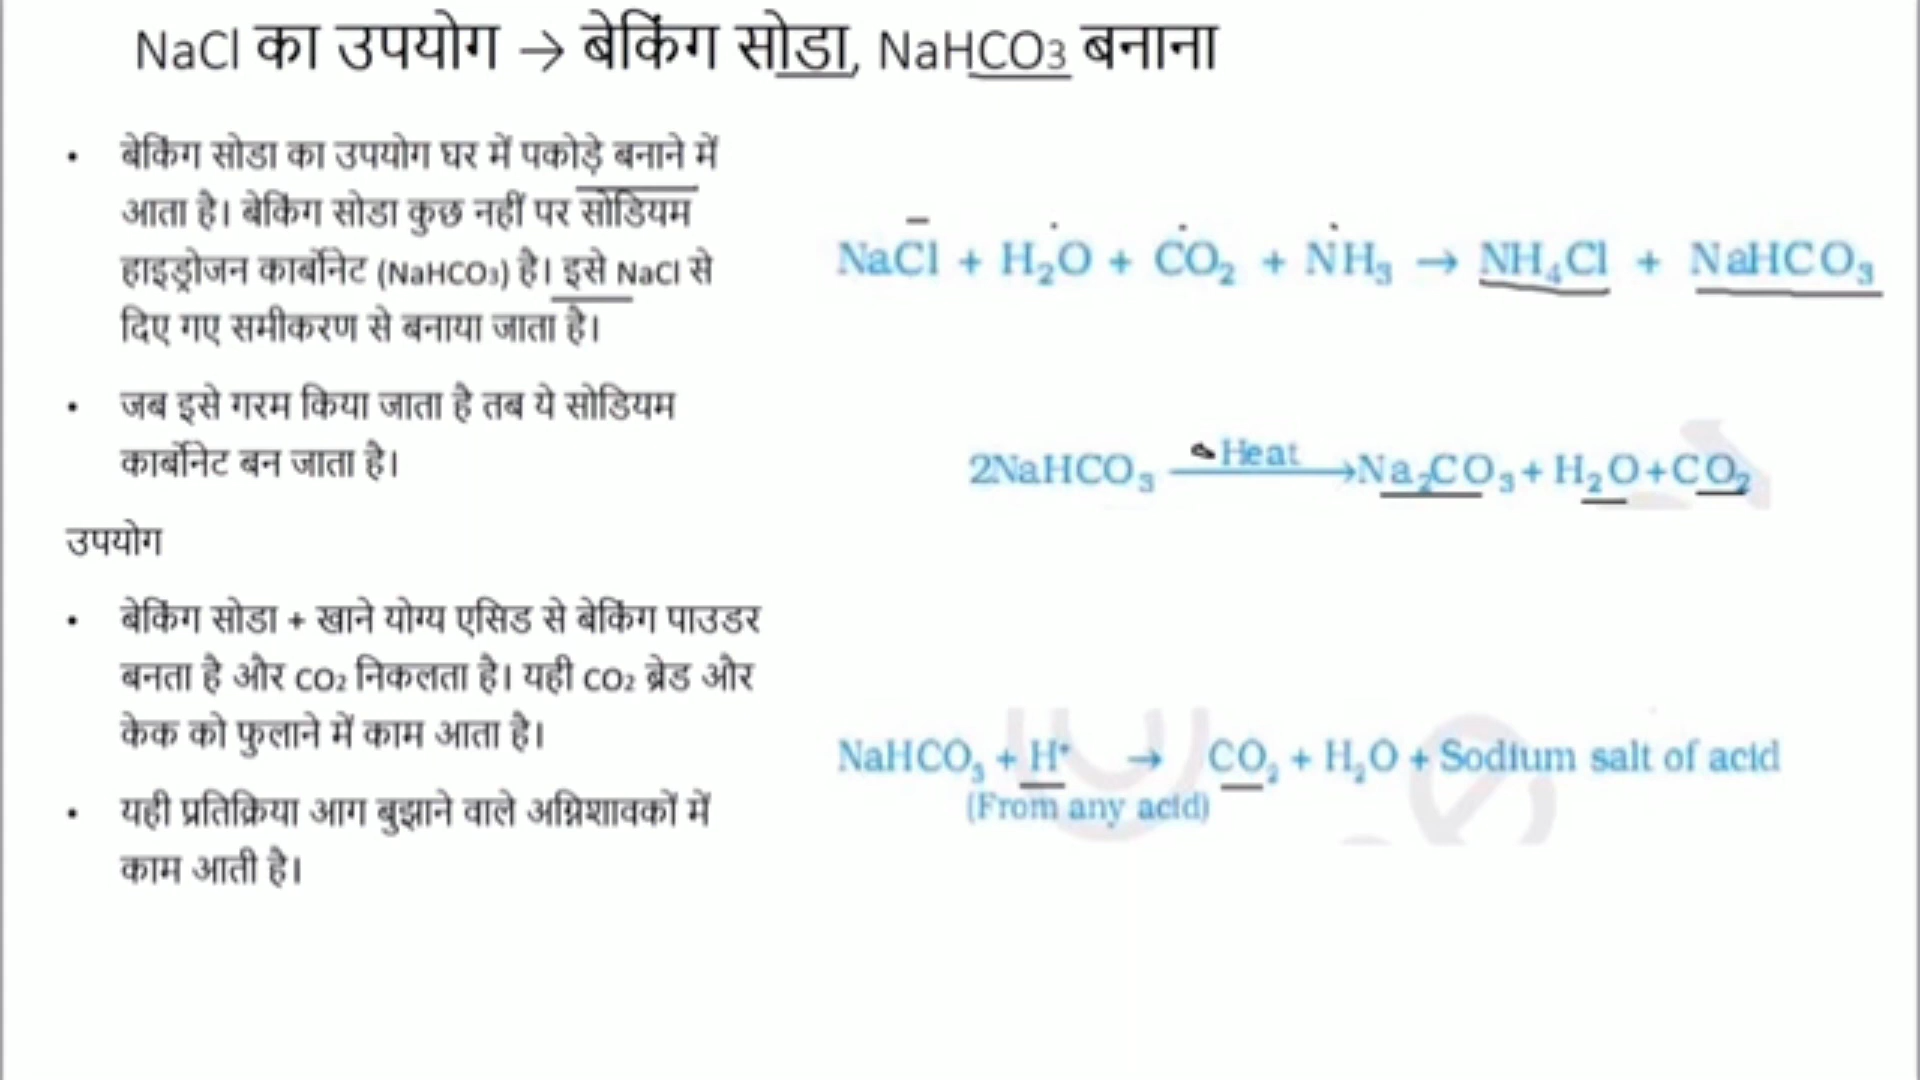 NaCl का उपयोग → बेकिंग सोडा, NaHCO3 बनाना
• बेकिंग सोडा का उपयोग घर में पकोड़े बनाने में
आता है। बेकिंग सोडा कुछ नहीं पर सोडियम
हाइड्रोजन कार्बोनेट (NaHCO₃) है। इसे NaCl से
दिए गए समीकरण से बनाया जाता है।
• जब इसे गरम किया जाता है तब ये सोडियम
कार्बोनेट बन जाता है।
उपयोग
• बेकिंग सोडा + खाने योग्य एसिड से बेकिंग पाउडर
बनता है और CO₂ निकलता है। यही CO₂ ब्रेड और
केक को फुलाने में काम आता है।
• यही प्रतिक्रिया आग बुझाने वाले अग्निशावकों में
काम आती है।
NaCl + H₂O + CO₂ + NH₃ → NH₄Cl + NaHCO₃
Heat
2NaHCO₃ → Na₂CO₃ + H₂O + CO₂
NaHCO₃ + H⁺ → CO₂ + H₂O + Sodium salt of acid
(From any acid)